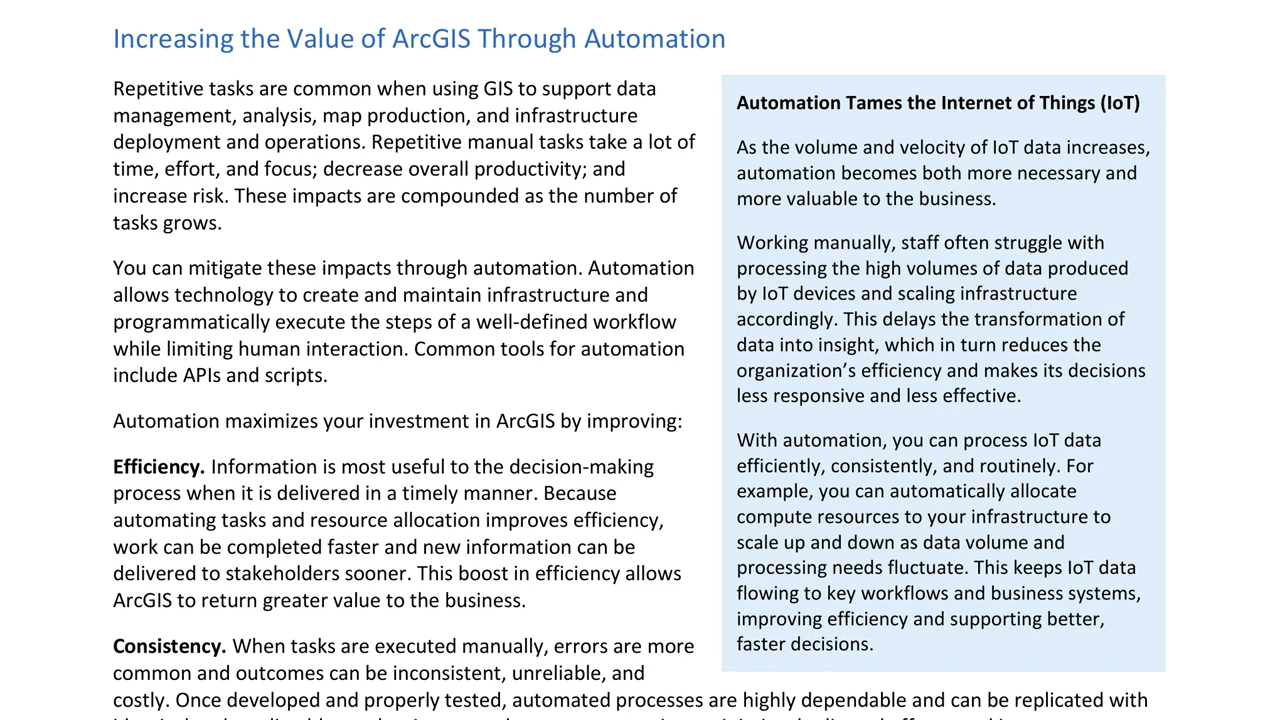 Increasing the Value of ArcGIS Through Automation
Repetitive tasks are common when using GIS to support data
management, analysis, map production, and infrastructure
deployment and operations. Repetitive manual tasks take a lot of
time, effort, and focus; decrease overall productivity; and
increase risk. These impacts are compounded as the number of
tasks grows.
You can mitigate these impacts through automation. Automation
allows technology to create and maintain infrastructure and
programmatically execute the steps of a well-defined workflow
while limiting human interaction. Common tools for automation
include APIs and scripts.
Automation maximizes your investment in ArcGIS by improving:
Efficiency. Information is most useful to the decision-making
process when it is delivered in a timely manner. Because
automating tasks and resource allocation improves efficiency,
work can be completed faster and new information can be
delivered to stakeholders sooner. This boost in efficiency allows
ArcGIS to return greater value to the business.
Consistency. When tasks are executed manually, errors are more
common and outcomes can be inconsistent, unreliable, and
costly. Once developed and properly tested, automated processes are highly dependable and can be replicated with
Automation Tames the Internet of Things (IoT)
As the volume and velocity of IoT data increases,
automation becomes both more necessary and
more valuable to the business.
Working manually, staff often struggle with
processing the high volumes of data produced
by IoT devices and scaling infrastructure
accordingly. This delays the transformation of
data into insight, which in turn reduces the
organization’s efficiency and makes its decisions
less responsive and less effective.
With automation, you can process IoT data
efficiently, consistently, and routinely. For
example, you can automatically allocate
compute resources to your infrastructure to
scale up and down as data volume and
processing needs fluctuate. This keeps IoT data
flowing to key workflows and business systems,
improving efficiency and supporting better,
faster decisions.